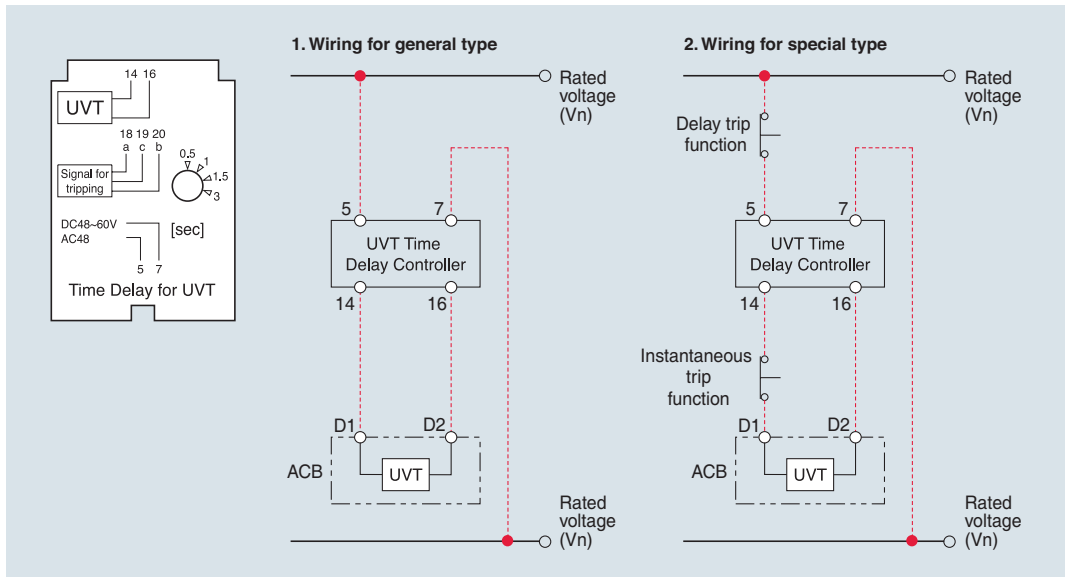 14 16
UVT
18 19 20
a c b
Signal for
tripping
0.5
1
1.5
3
DC48~60V
AC48
[sec]
5 7
Time Delay for UVT
1. Wiring for general type
Rated
voltage
(Vn)
5 7
UVT Time
Delay Controller
14 16
D1 D2
ACB
UVT
Rated
voltage
(Vn)
2. Wiring for special type
Rated
voltage
(Vn)
Delay trip
function
5 7
UVT Time
Delay Controller
14 16
Instantaneous
trip
function
D1 D2
ACB
UVT
Rated
voltage
(Vn)